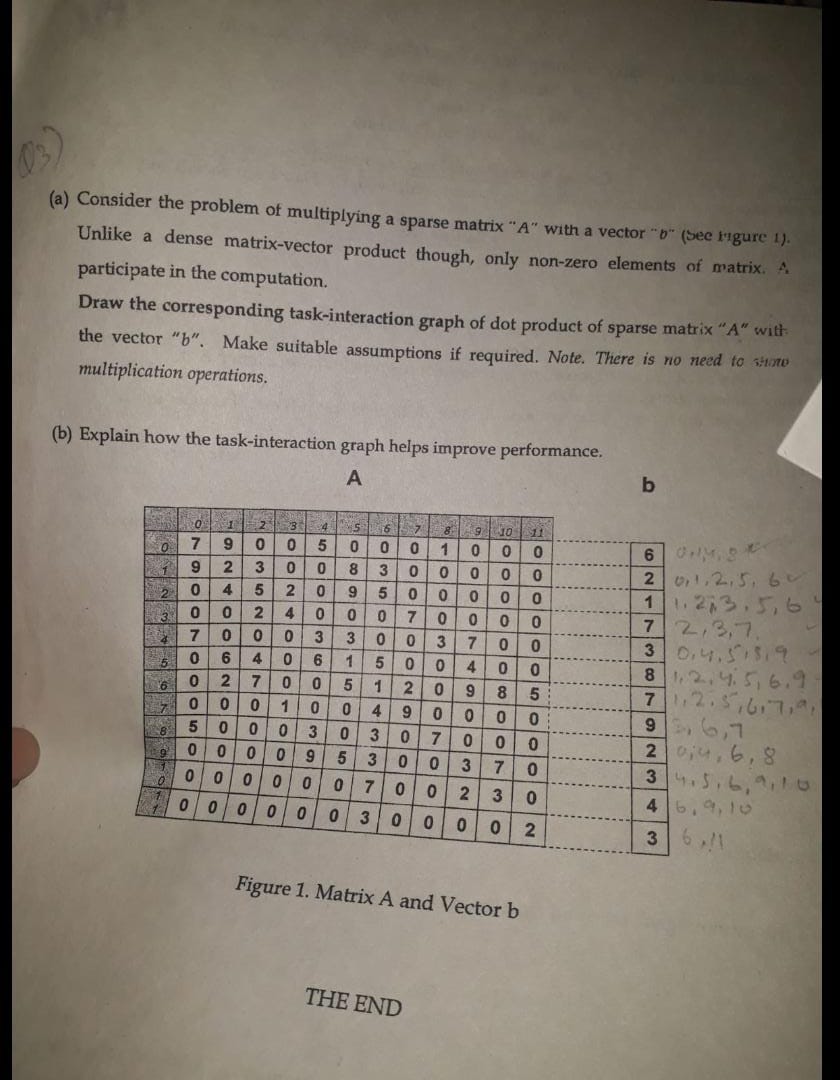 Q3)
(a) Consider the problem of multiplying a sparse matrix "A" with a vector "b" (See Figure 1).
Unlike a dense matrix-vector product though, only non-zero elements of matrix. A
participate in the computation.
Draw the corresponding task-interaction graph of dot product of sparse matrix "A" with
the vector "b". Make suitable assumptions if required. Note. There is no need to show
multiplication operations.
(b) Explain how the task-interaction graph helps improve performance.
A b
0 1 2 3 4 5 6 7 8 9 10 11
0 7 9 0 0 5 0 0 0 1 0 0 0 6 0,1,4,8
1 9 2 3 0 0 8 3 0 0 0 0 0 2 0,1,2,5,6
2 0 4 5 2 0 9 5 0 0 0 0 0 1 1,2,3,5,6
3 0 0 2 4 0 0 0 7 0 0 0 0 7 2,3,7
4 7 0 0 0 3 3 0 0 3 7 0 0 3 0,4,5,8,9
5 0 6 4 0 6 1 5 0 0 4 0 0 8 1,2,4,5,6,9
6 0 2 7 0 0 5 1 2 0 9 8 5 7 1,2,5,6,7,9,
7 0 0 0 1 0 0 4 9 0 0 0 0 9 3,6,7
8 5 0 0 0 3 0 3 0 7 0 0 0 2 0,4,6,8
9 0 0 0 0 9 5 3 0 0 3 7 0 3 4,5,6,9,10
10 0 0 0 0 0 0 7 0 0 2 3 0 4 6,9,10
11 0 0 0 0 0 0 3 0 0 0 0 2 3 6,11
Figure 1. Matrix A and Vector b
THE END